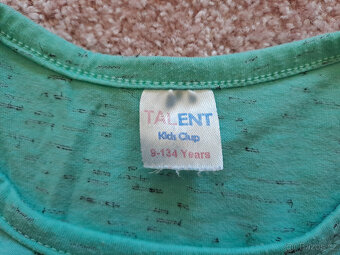 TALENT
Kids Clup
9-134 Years